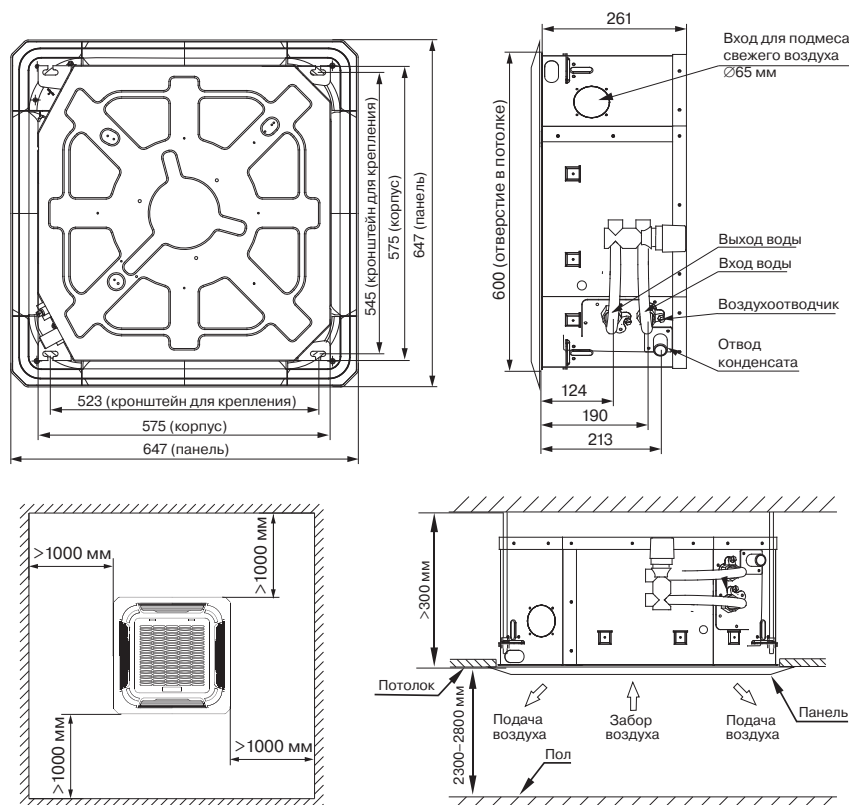 261
Вход для подмеса
свежего воздуха
∅65 мм
545 (кронштейн для крепления)
575 (корпус)
647 (панель)
600 (отверстие в потолке)
Выход воды
Вход воды
Воздухоотводчик
Отвод
конденсата
523 (кронштейн для крепления)
575 (корпус)
647 (панель)
124
190
213
>1000 мм
>1000 мм
>1000 мм
>1000 мм
>300 мм
Потолок
2300–2800 мм
Подача
воздуха
Забор
воздуха
Подача
воздуха
Панель
Пол